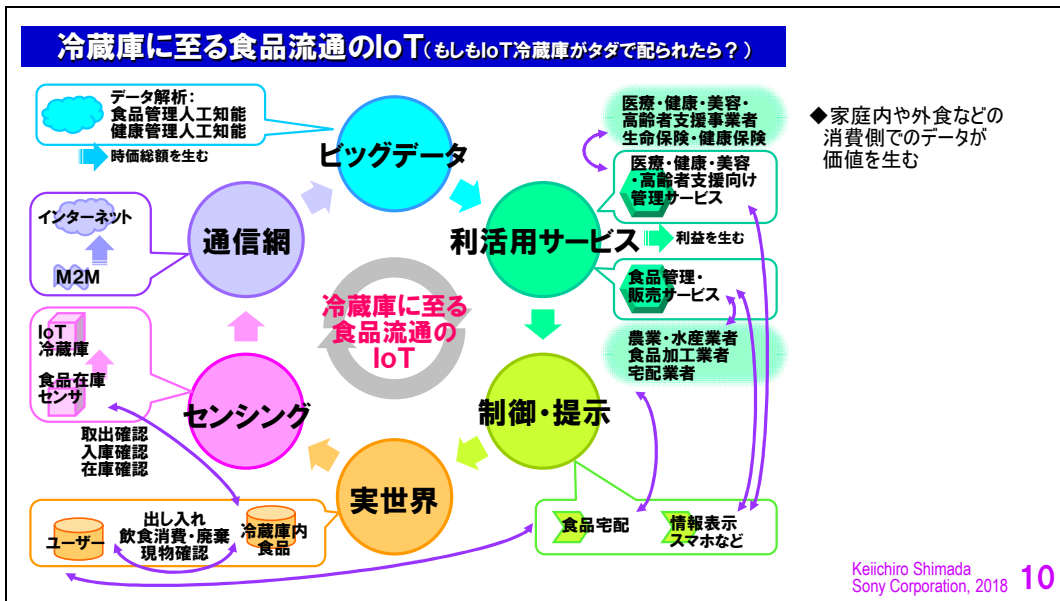 冷蔵庫に至る食品流通のIoT(もしもIoT冷蔵庫がタダで配られたら？)
データ解析：
食品管理人工知能
健康管理人工知能
時価総額を生む
ビッグデータ
医療・健康・美容・
高齢者支援事業者
生命保険・健康保険
医療・健康・美容
・高齢者支援向け
管理サービス
◆家庭内や外食などの
消費側でのデータが
価値を生む
インターネット
M2M
通信網
利活用サービス
利益を生む
食品管理・
販売サービス
冷蔵庫に至る
食品流通の
IoT
IoT
冷蔵庫
食品在庫
センサ
農業・水産業者
食品加工業者
宅配業者
センシング
制御・提示
取出確認
入庫確認
在庫確認
実世界
ユーザー
出し入れ
飲食消費・廃棄
現物確認
冷蔵庫内
食品
食品宅配
情報表示
スマホなど
Keiichiro Shimada
Sony Corporation, 2018
10